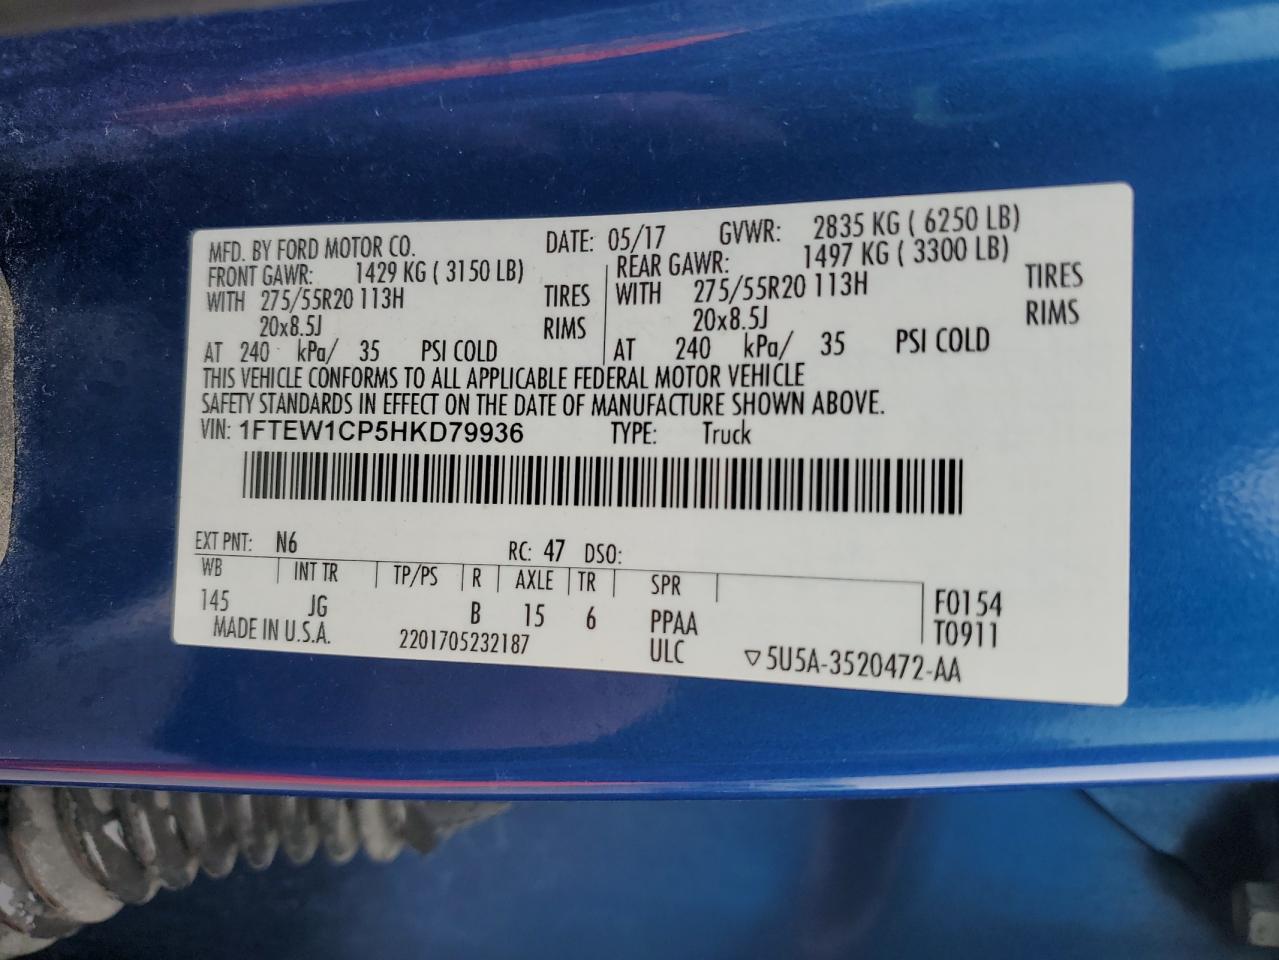 MFD. BY FORD MOTOR CO. DATE: 05/17 GVWR: 2835 KG ( 6250 LB)
FRONT GAWR: 1429 KG ( 3150 LB) REAR GAWR: 1497 KG ( 3300 LB)
WITH 275/55R20 113H TIRES WITH 275/55R20 113H TIRES
20x8.5J RIMS 20x8.5J RIMS
AT 240 kPa/ 35 PSI COLD AT 240 kPa/ 35 PSI COLD
THIS VEHICLE CONFORMS TO ALL APPLICABLE FEDERAL MOTOR VEHICLE
SAFETY STANDARDS IN EFFECT ON THE DATE OF MANUFACTURE SHOWN ABOVE.
VIN: 1FTEW1CP5HKD79936 TYPE: Truck
EXT PNT: N6 RC: 47 DSO:
WB INT TR TP/PS R AXLE TR SPR
145 JG B 15 6 PPAA F0154
MADE IN U.S.A. 2201705232187 ULC ▽5U5A-3520472-AA T0911